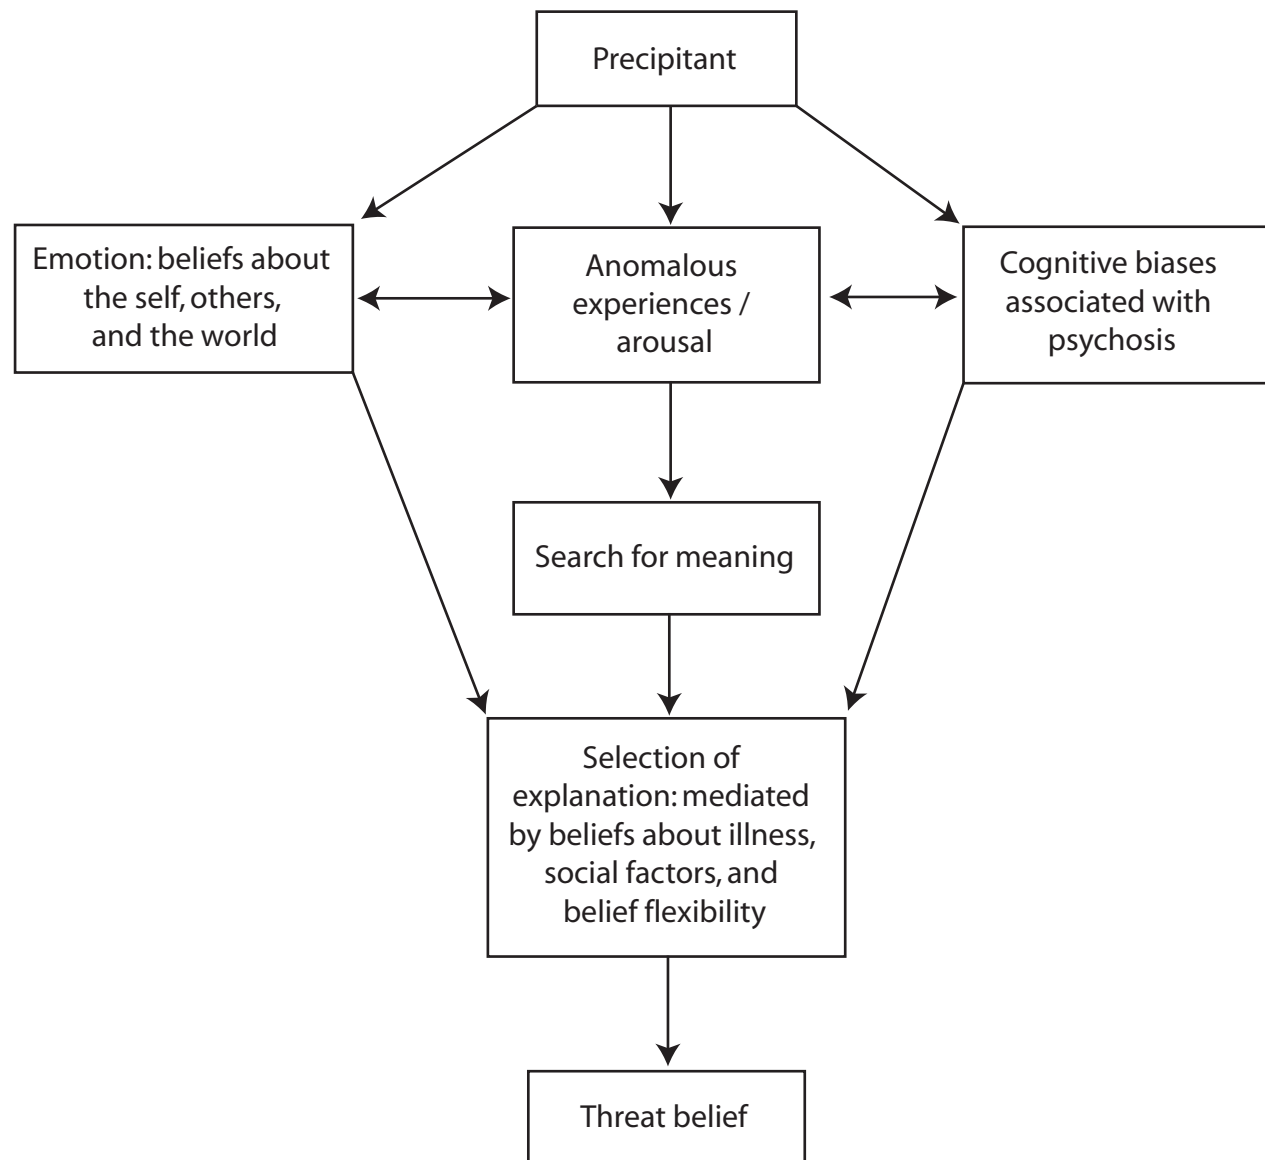 Precipitant
Emotion: beliefs about
the self, others,
and the world
Anomalous
experiences /
arousal
Cognitive biases
associated with
psychosis
Search for meaning
Selection of
explanation: mediated
by beliefs about illness,
social factors, and
belief flexibility
Threat belief